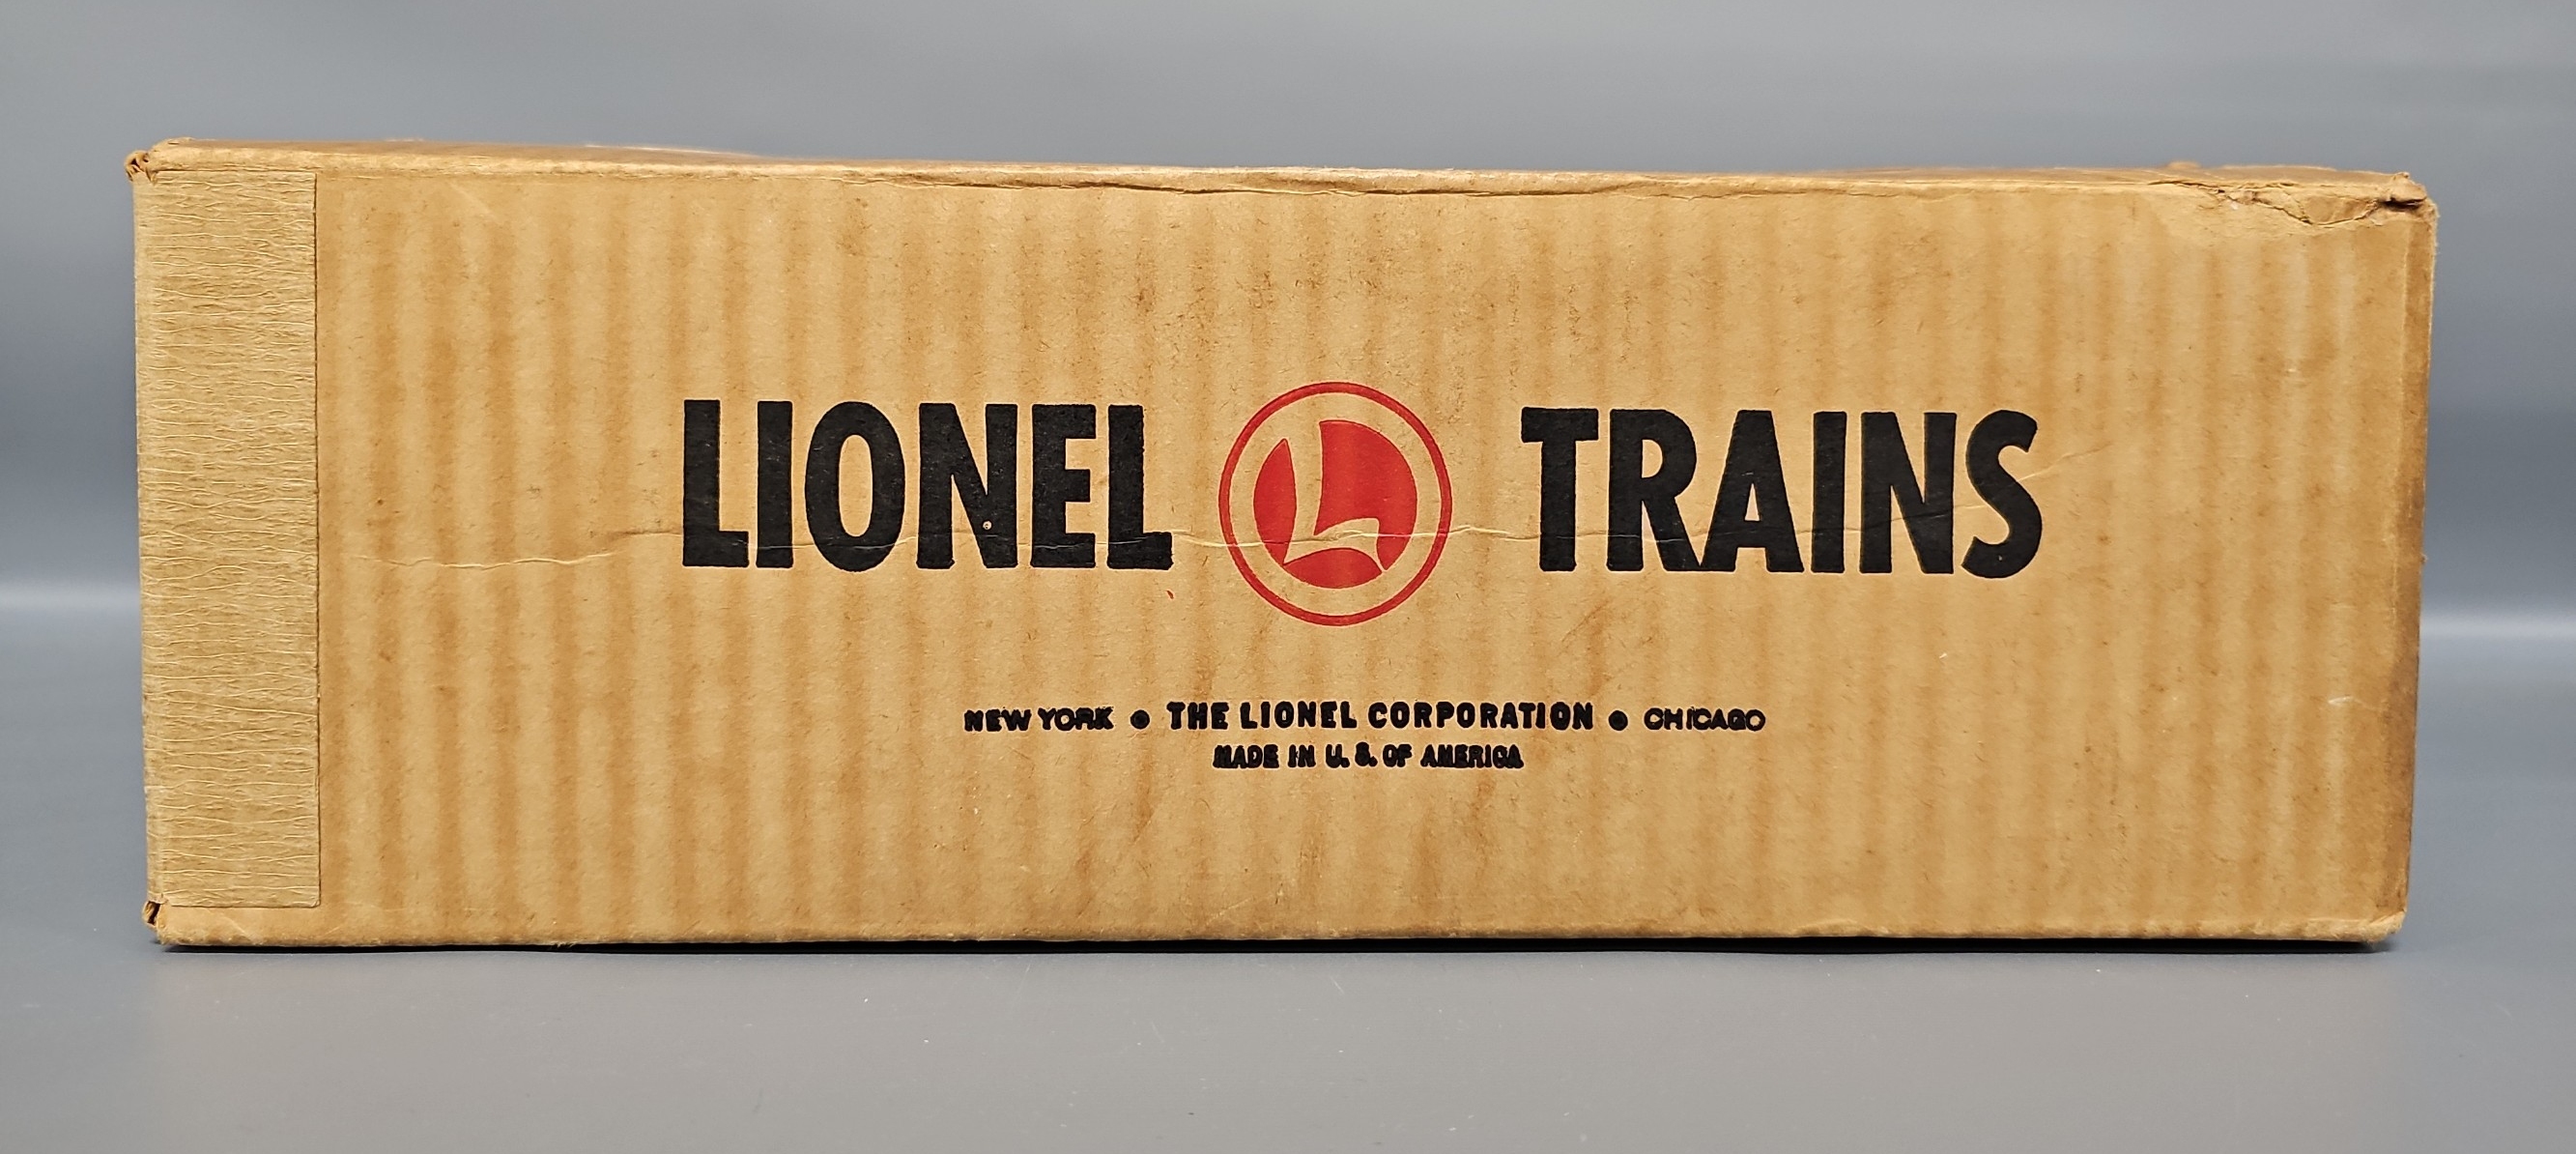 LIONEL L TRAINS
NEW YORK • THE LIONEL CORPORATION • CHICAGO
MADE IN U. S. OF AMERICA